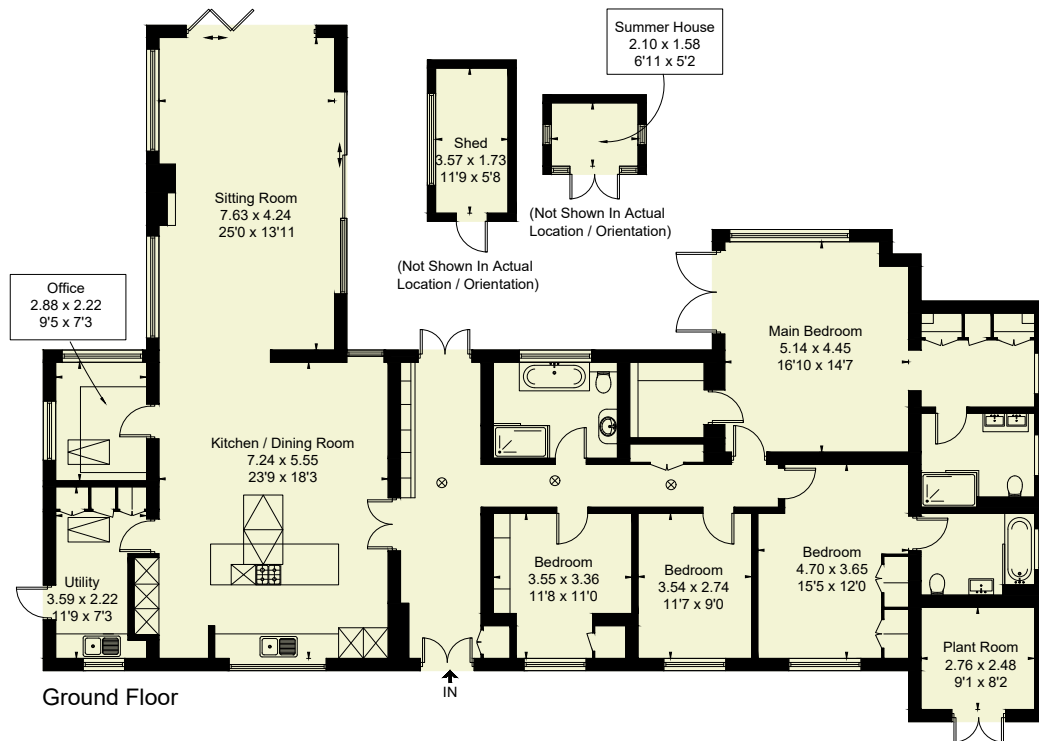 Summer House
2.10 x 1.58
6'11 x 5'2
Shed
3.57 x 1.73
11'9 x 5'8
(Not Shown In Actual
Location / Orientation)
(Not Shown In Actual
Location / Orientation)
Sitting Room
7.63 x 4.24
25'0 x 13'11
Office
2.88 x 2.22
9'5 x 7'3
Main Bedroom
5.14 x 4.45
16'10 x 14'7
Kitchen / Dining Room
7.24 x 5.55
23'9 x 18'3
Utility
3.59 x 2.22
11'9 x 7'3
Bedroom
3.55 x 3.36
11'8 x 11'0
Bedroom
3.54 x 2.74
11'7 x 9'0
Bedroom
4.70 x 3.65
15'5 x 12'0
Plant Room
2.76 x 2.48
9'1 x 8'2
IN
Ground Floor